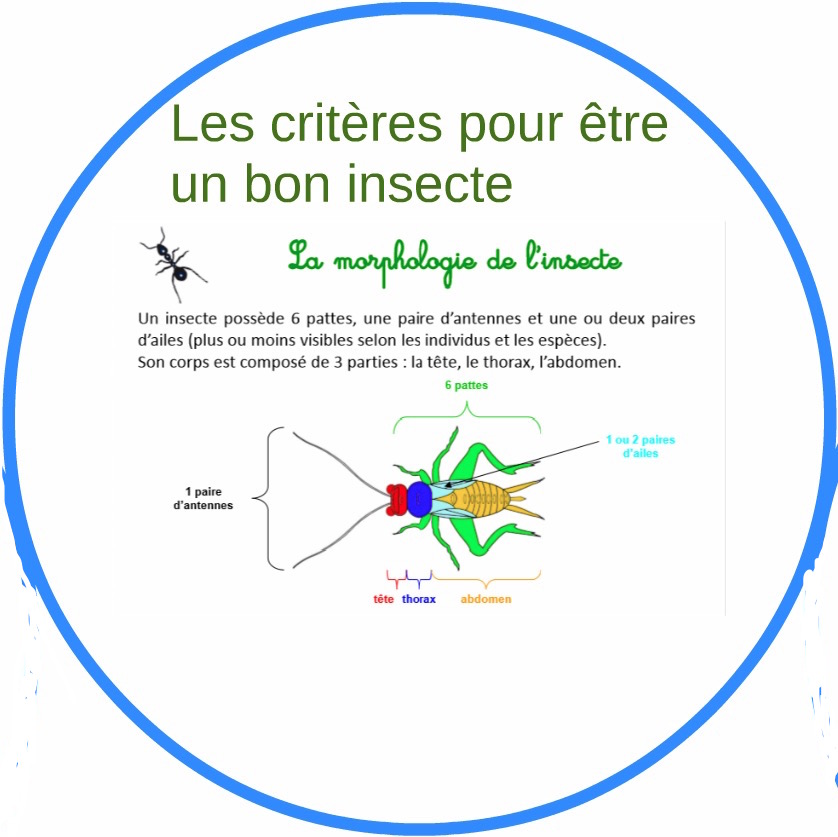 Les critères pour être
un bon insecte
La morphologie de l'insecte
Un insecte possède 6 pattes, une paire d'antennes et une ou deux paires
d'ailes (plus ou moins visibles selon les individus et les espèces).
Son corps est composé de 3 parties : la tête, le thorax, l'abdomen.
6 pattes
1 ou 2 paires
d'ailes
1 paire
d'antennes
tête thorax abdomen